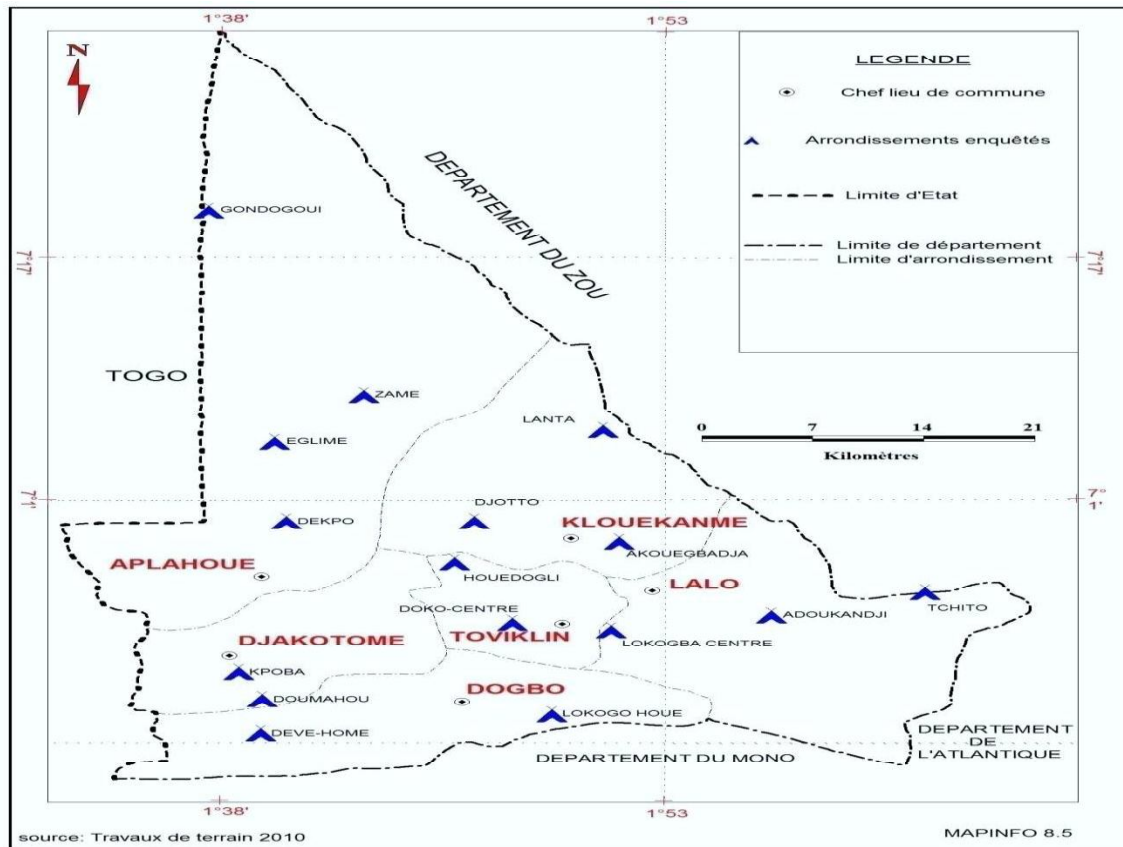 1°38'
1°53
N
LEGENDE
Chef lieu de commune
Arrondissements enquêtés
Limite d'Etat
Limite de département
Limite d'arrondissement
DEPARTEMENT DU ZOU
GONDOGOUI
7°17'
7°17'
TOGO
ZAME
EGLIME
LANTA
0 7 14 21
Kilomètres
7°1'
7°
1'
DJOTTO
DEKPO
KLOUEKANME
AKOUEGBADJA
APLAHOUE
HOUEDOGLI
LALO
DOKO-CENTRE
ADOUKANDJI
TCHITO
TOVIKLIN
LOKOGBA CENTRE
DJAKOTOME
KPOBA
DOGBO
DOUMAHOU
LOKOGO HOUE
DEVE-HOME
DEPARTEMENT
DE
L'ATLANTIQUE
DEPARTEMENT DU MONO
1°38'
1°53
source: Travaux de terrain 2010
MAPINFO 8.5